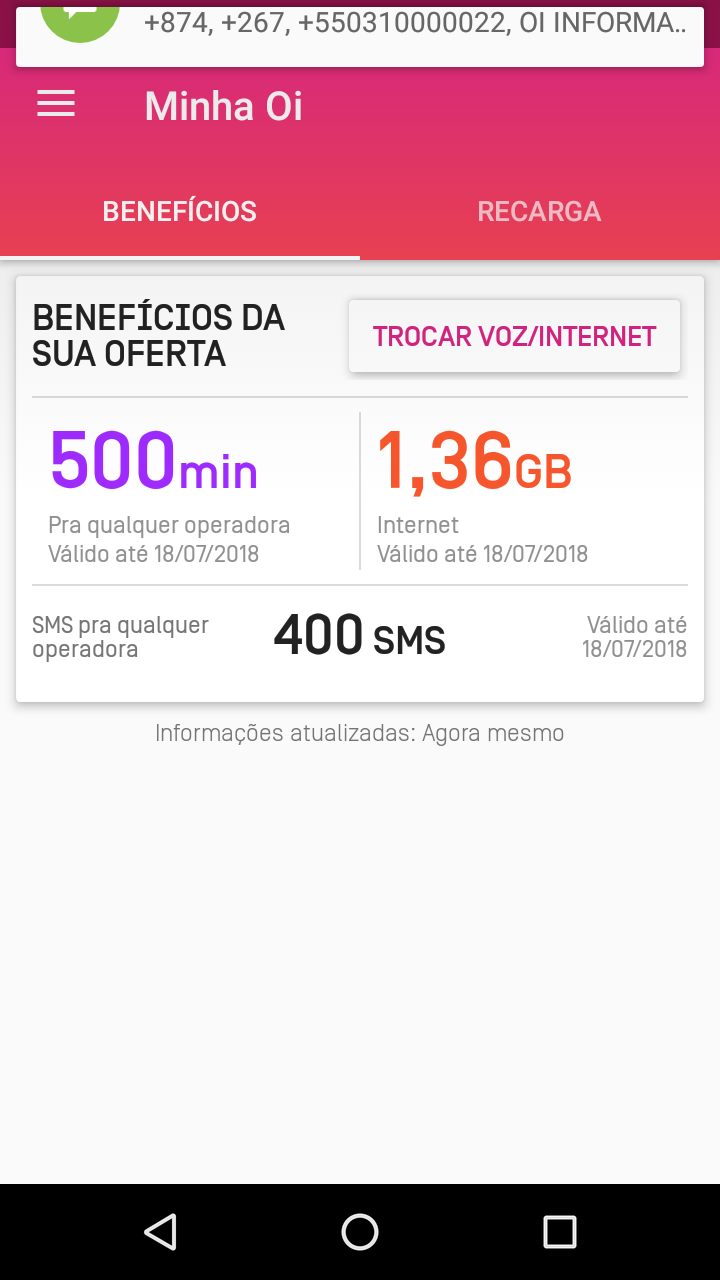 +874, +267, +550310000022, OI INFORMA..
Minha Oi
BENEFÍCIOS
RECARGA
BENEFÍCIOS DA
SUA OFERTA
TROCAR VOZ/INTERNET
500min
Pra qualquer operadora
Válido até 18/07/2018
1,36GB
Internet
Válido até 18/07/2018
SMS pra qualquer
operadora
400 SMS
Válido até
18/07/2018
Informações atualizadas: Agora mesmo